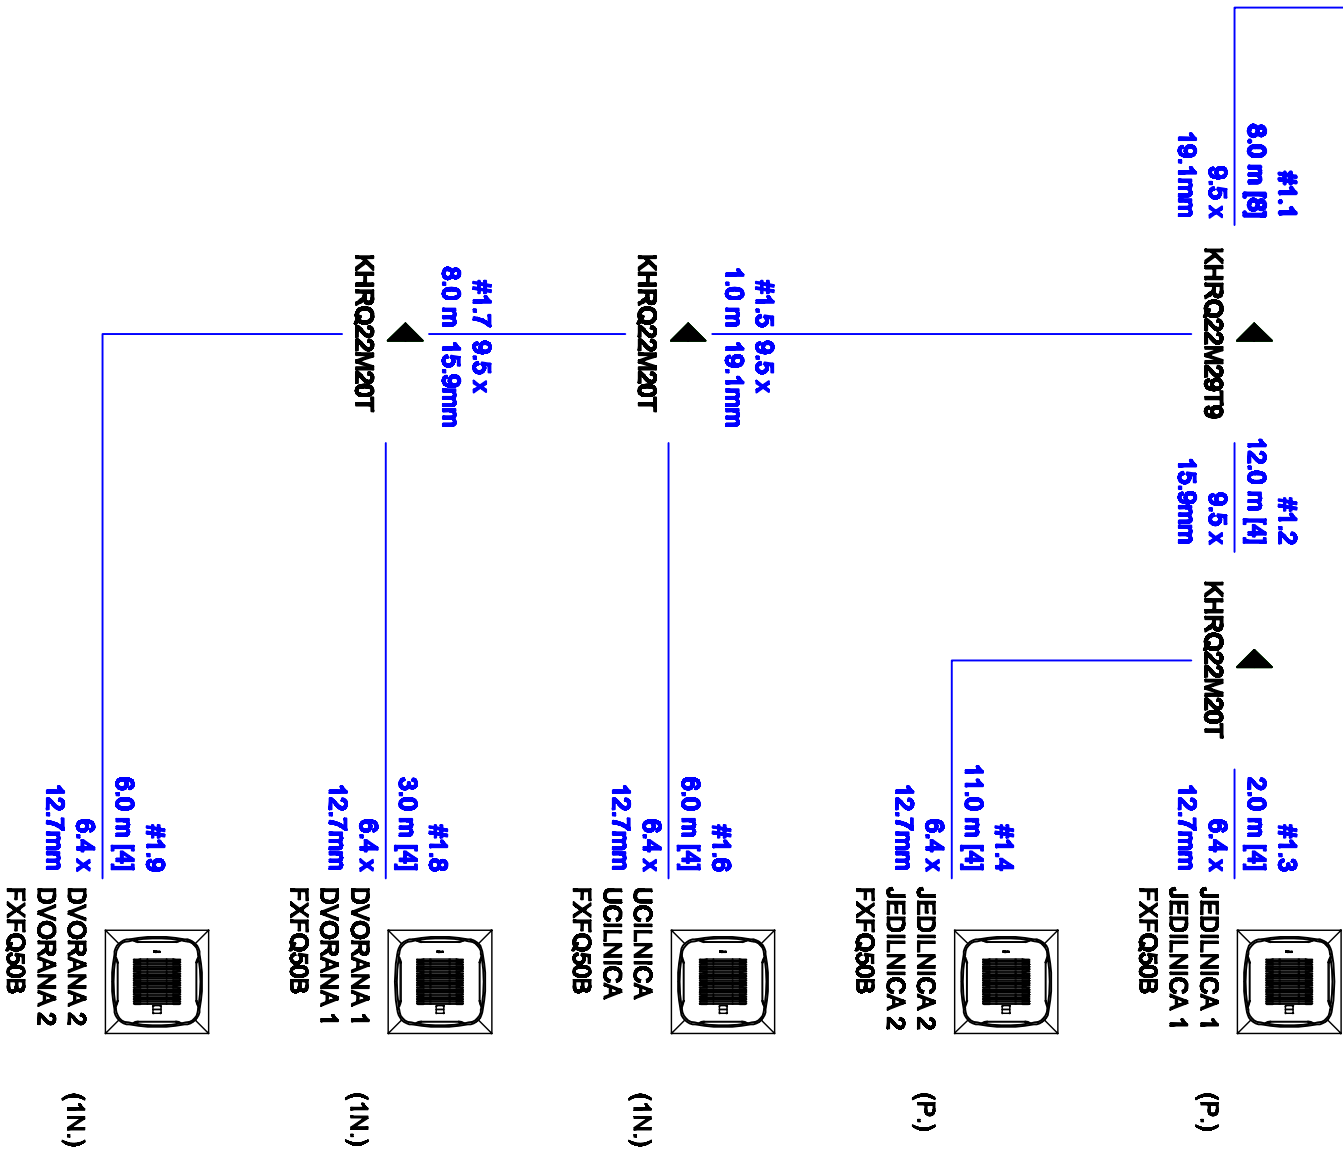 #1.1
8.0 m [8]
9.5 x
19.1mm
KHRQ22M29T9
#1.2
12.0 m [4]
9.5 x
15.9mm
KHRQ22M20T
#1.3
2.0 m [4]
6.4 x
12.7mm
JEDILNICA 1
JEDILNICA 1
FXFQ50B
(P.)
#1.4
11.0 m [4]
6.4 x
12.7mm
JEDILNICA 2
JEDILNICA 2
FXFQ50B
(P.)
#1.5 9.5 x
1.0 m 19.1mm
KHRQ22M20T
#1.6
6.0 m [4]
6.4 x
12.7mm
UCILNICA
UCILNICA
FXFQ50B
(1N.)
#1.7 9.5 x
8.0 m 15.9mm
KHRQ22M20T
#1.8
3.0 m [4]
6.4 x
12.7mm
DVORANA 1
DVORANA 1
FXFQ50B
(1N.)
#1.9
6.0 m [4]
6.4 x
12.7mm
DVORANA 2
DVORANA 2
FXFQ50B
(1N.)